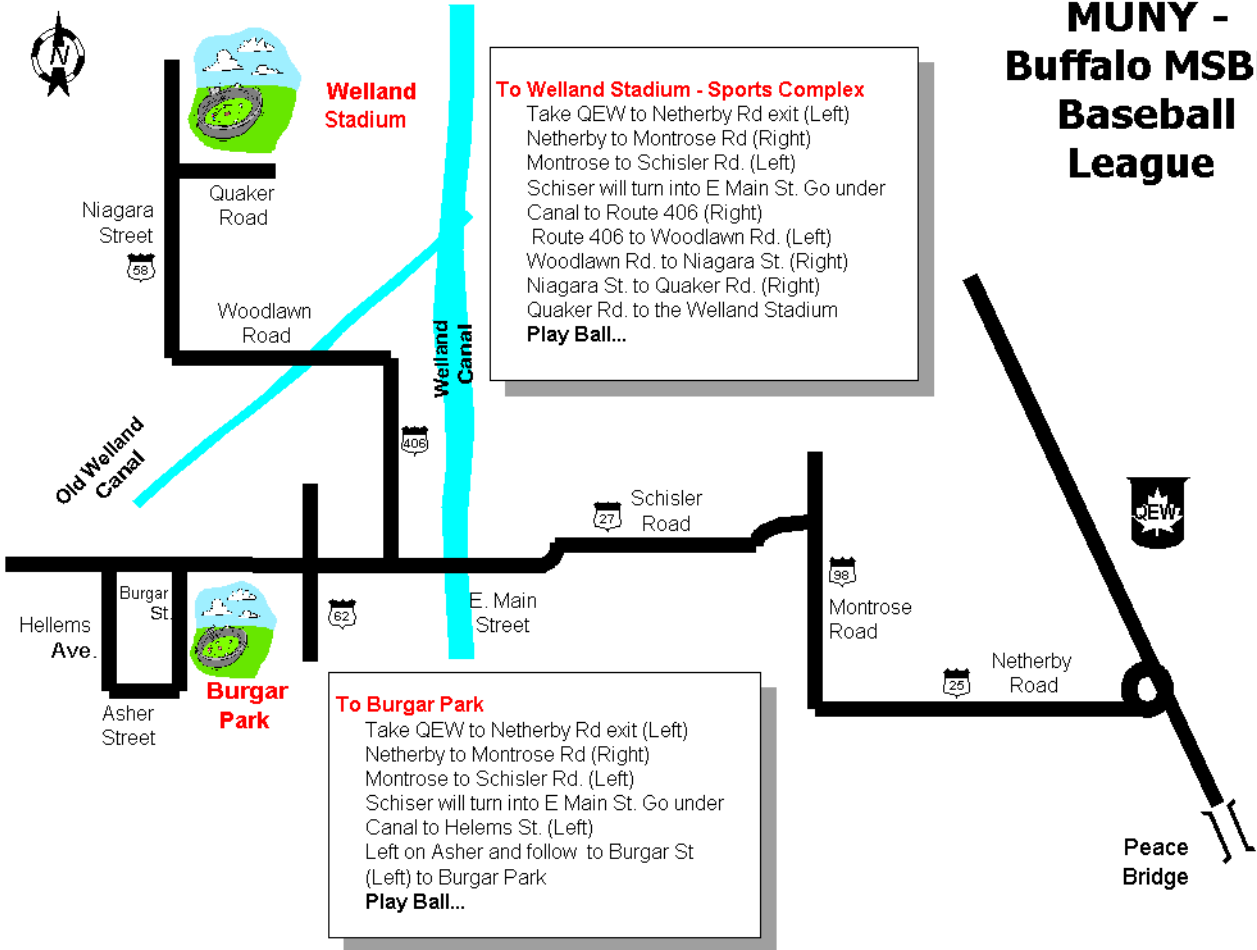 N
MUNY -
Buffalo MSB
Baseball
League
Welland
Stadium
To Welland Stadium - Sports Complex
Take QEW to Netherby Rd exit (Left)
Netherby to Montrose Rd (Right)
Montrose to Schisler Rd. (Left)
Schiser will turn into E Main St. Go under
Canal to Route 406 (Right)
Route 406 to Woodlawn Rd. (Left)
Woodlawn Rd. to Niagara St. (Right)
Niagara St. to Quaker Rd. (Right)
Quaker Rd. to the Welland Stadium
Play Ball...
Quaker
Road
Niagara
Street
58
Woodlawn
Road
Welland
Canal
Old Welland
Canal
406
27
Schisler
Road
QEW
98
Montrose
Road
Burgar
St.
Hellems
Ave.
62
E. Main
Street
Netherby
Road
25
Burgar
Park
Asher
Street
To Burgar Park
Take QEW to Netherby Rd exit (Left)
Netherby to Montrose Rd (Right)
Montrose to Schisler Rd. (Left)
Schiser will turn into E Main St. Go under
Canal to Helems St. (Left)
Left on Asher and follow to Burgar St
(Left) to Burgar Park
Play Ball...
Peace
Bridge